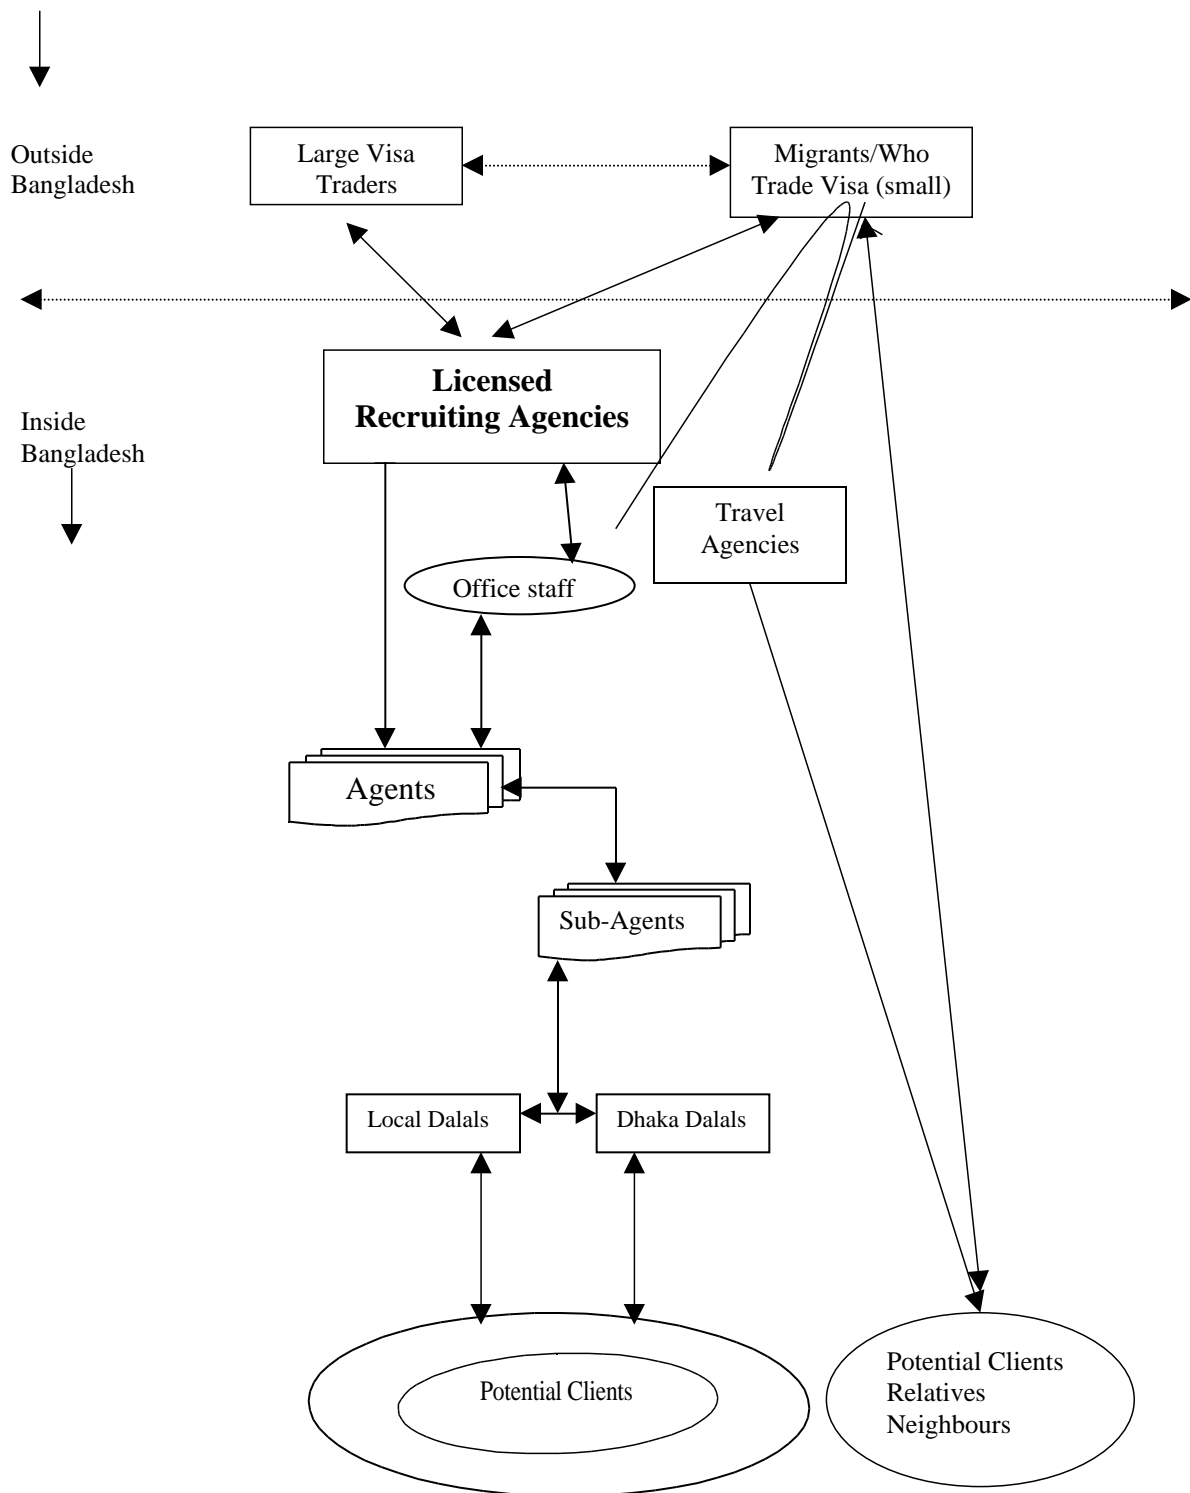 Outside
Bangladesh
Large Visa
Traders
Migrants/Who
Trade Visa (small)
Licensed
Recruiting Agencies
Inside
Bangladesh
Travel
Agencies
Office staff
Agents
Sub-Agents
Local Dalals
Dhaka Dalals
Potential Clients
Potential Clients
Relatives
Neighbours